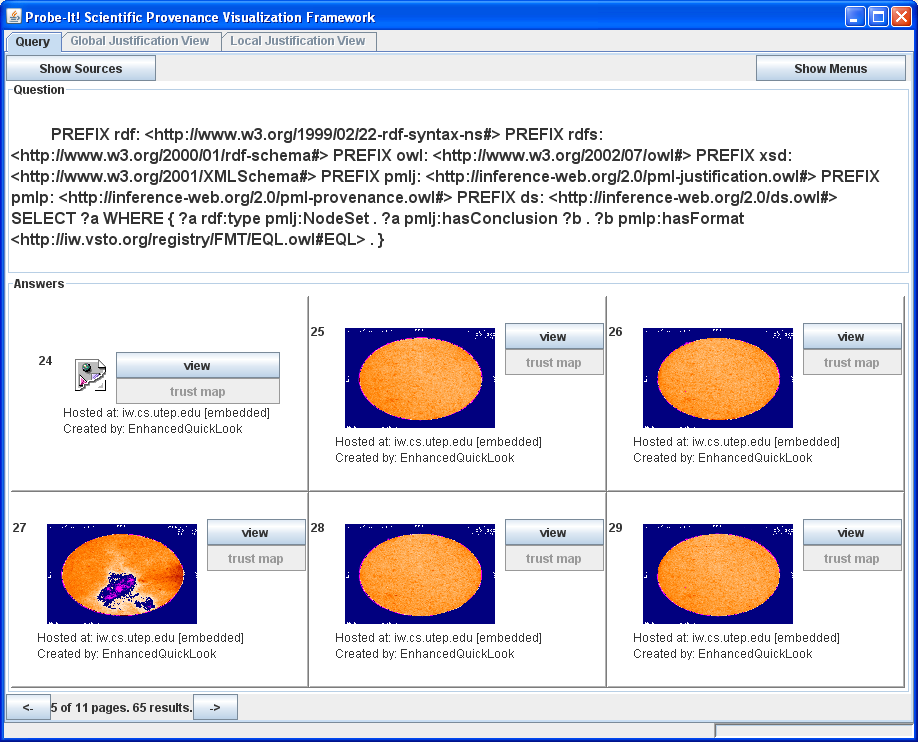 Probe-It! Scientific Provenance Visualization Framework
Query Global Justification View Local Justification View
Show Sources Show Menus
Question
PREFIX rdf: <http://www.w3.org/1999/02/22-rdf-syntax-ns#> PREFIX rdfs:
<http://www.w3.org/2000/01/rdf-schema#> PREFIX owl: <http://www.w3.org/2002/07/owl#> PREFIX xsd:
<http://www.w3.org/2001/XMLSchema#> PREFIX pmlj: <http://inference-web.org/2.0/pml-justification.owl#> PREFIX
pmlp: <http://inference-web.org/2.0/pml-provenance.owl#> PREFIX ds: <http://inference-web.org/2.0/ds.owl#>
SELECT ?a WHERE { ?a rdf:type pmlj:NodeSet . ?a pmlj:hasConclusion ?b . ?b pmlp:hasFormat
<http://iw.vsto.org/registry/FMT/EQL.owl#EQL> . }
Answers
24
view
trust map
Hosted at: iw.cs.utep.edu [embedded]
Created by: EnhancedQuickLook
25
view
trust map
Hosted at: iw.cs.utep.edu [embedded]
Created by: EnhancedQuickLook
26
view
trust map
Hosted at: iw.cs.utep.edu [embedded]
Created by: EnhancedQuickLook
27
view
trust map
Hosted at: iw.cs.utep.edu [embedded]
Created by: EnhancedQuickLook
28
view
trust map
Hosted at: iw.cs.utep.edu [embedded]
Created by: EnhancedQuickLook
29
view
trust map
Hosted at: iw.cs.utep.edu [embedded]
Created by: EnhancedQuickLook
<- 5 of 11 pages. 65 results. ->